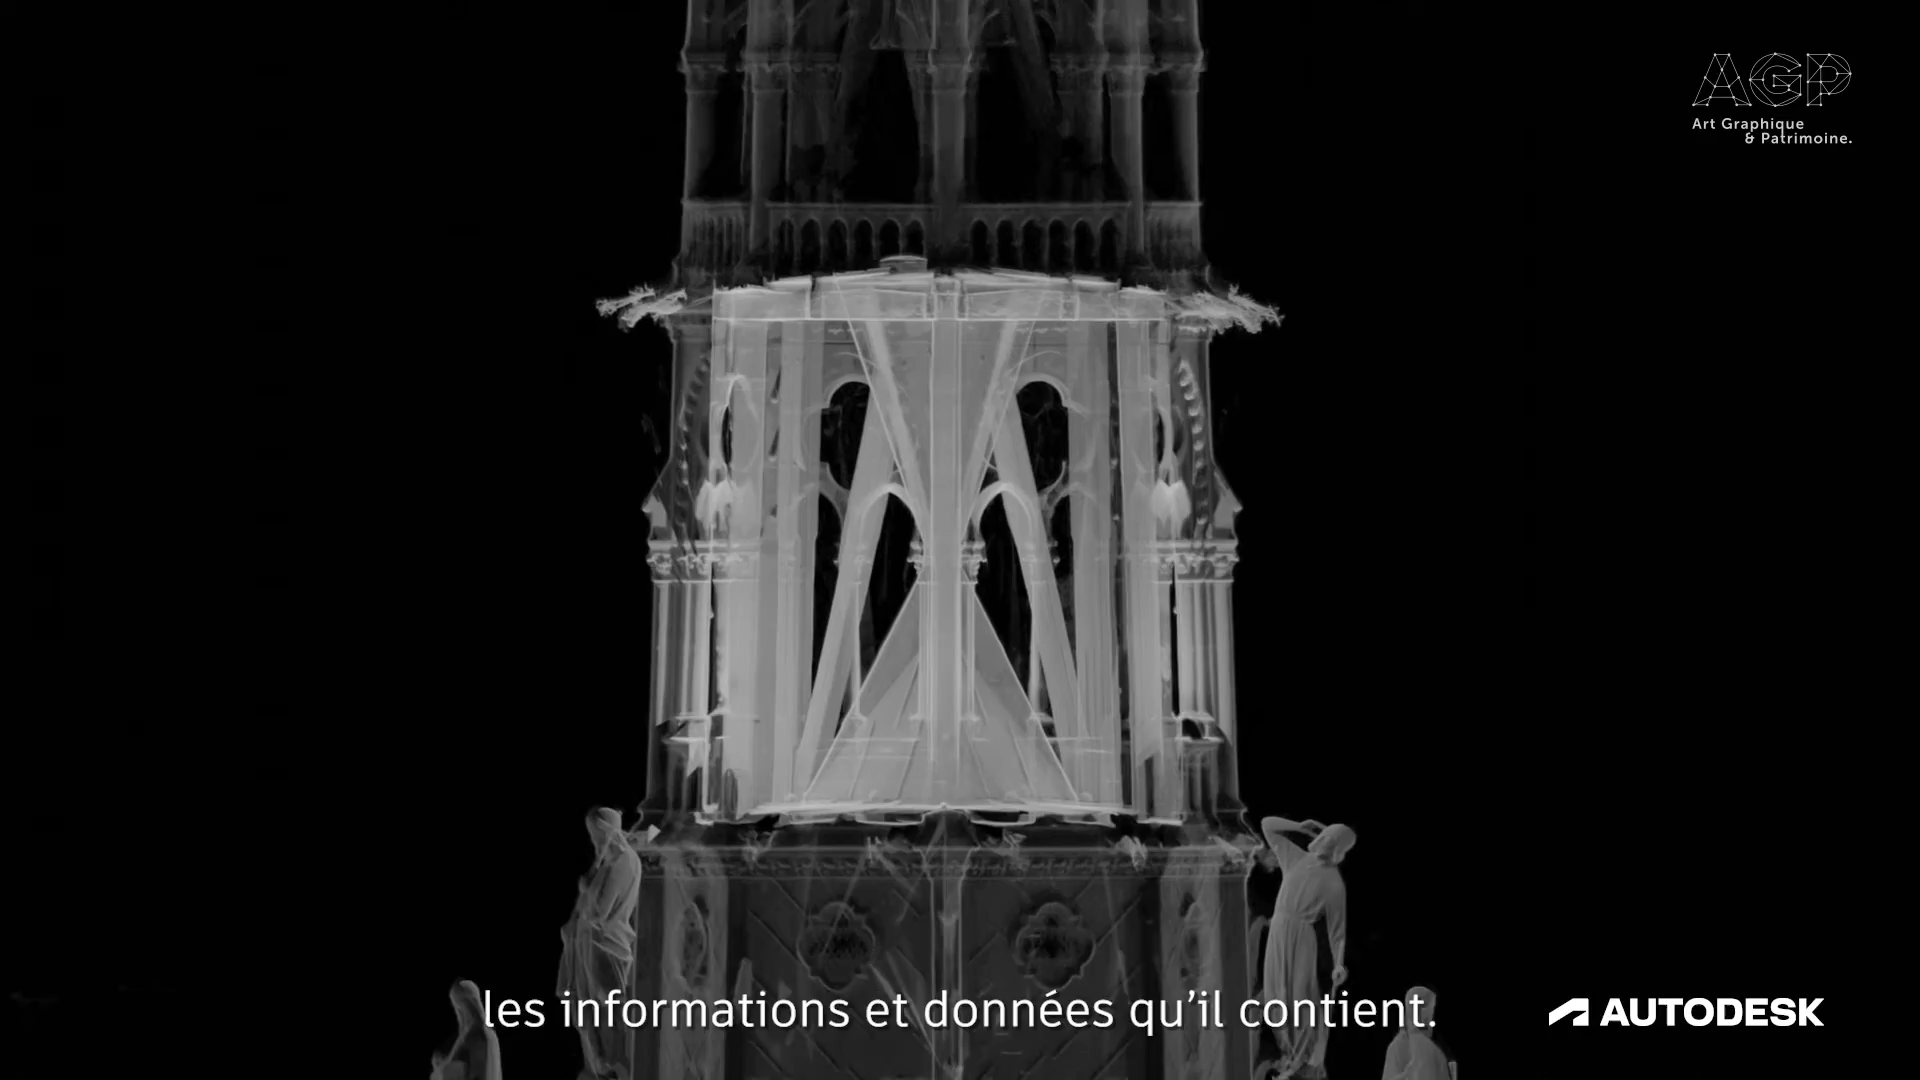 AGP
Art Graphique
& Patrimoine.
les informations et données qu’il contient.
AUTODESK